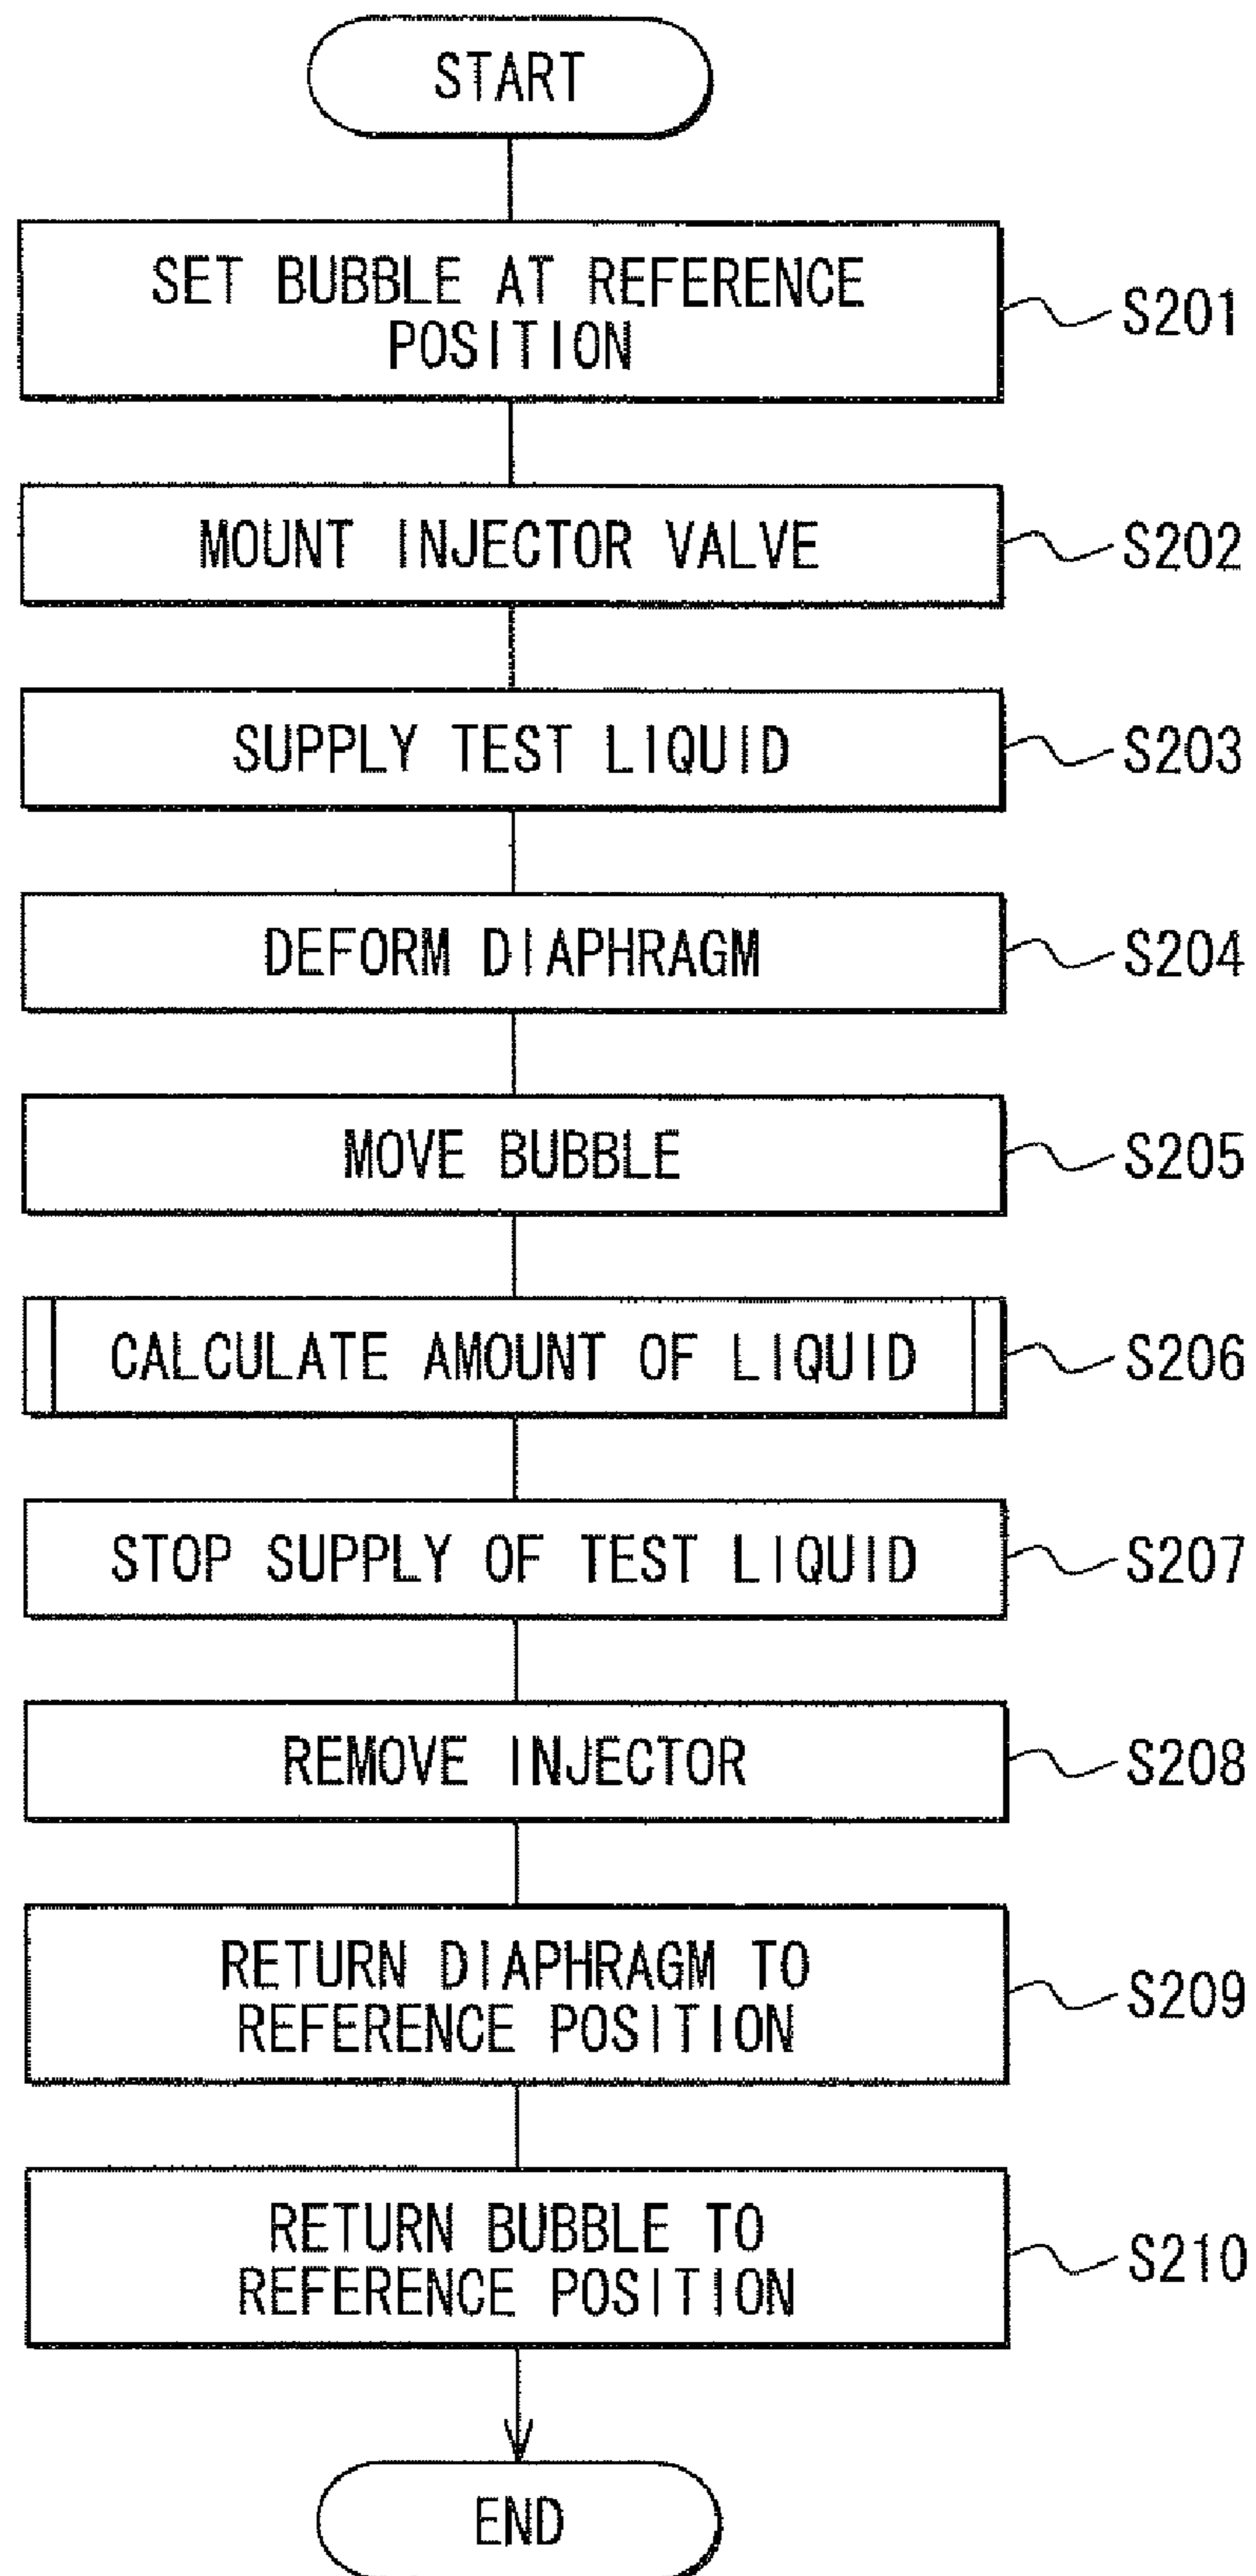 START
SET BUBBLE AT REFERENCE
POSITION
S201
MOUNT INJECTOR VALVE
S202
SUPPLY TEST LIQUID
S203
DEFORM DIAPHRAGM
S204
MOVE BUBBLE
S205
CALCULATE AMOUNT OF LIQUID
S206
STOP SUPPLY OF TEST LIQUID
S207
REMOVE INJECTOR
S208
RETURN DIAPHRAGM TO
REFERENCE POSITION
S209
RETURN BUBBLE TO
REFERENCE POSITION
S210
END